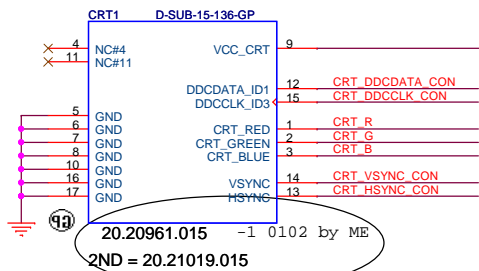 CRT1 D-SUB-15-136-GP
4 NC#4 VCC_CRT 9
11 NC#11
DDCDATA_ID1 12 CRT_DDCDATA_CON
DDCCLK_ID3 15 CRT_DDCCLK_CON
5 GND
6 GND CRT_RED 1 CRT_R
7 GND CRT_GREEN 2 CRT_G
8 GND CRT_BLUE 3 CRT_B
10 GND
16 GND VSYNC 14 CRT_VSYNC_CON
17 GND HSYNC 13 CRT_HSYNC_CON
GP
20.20961.015 -1 0102 by ME
2ND = 20.21019.015